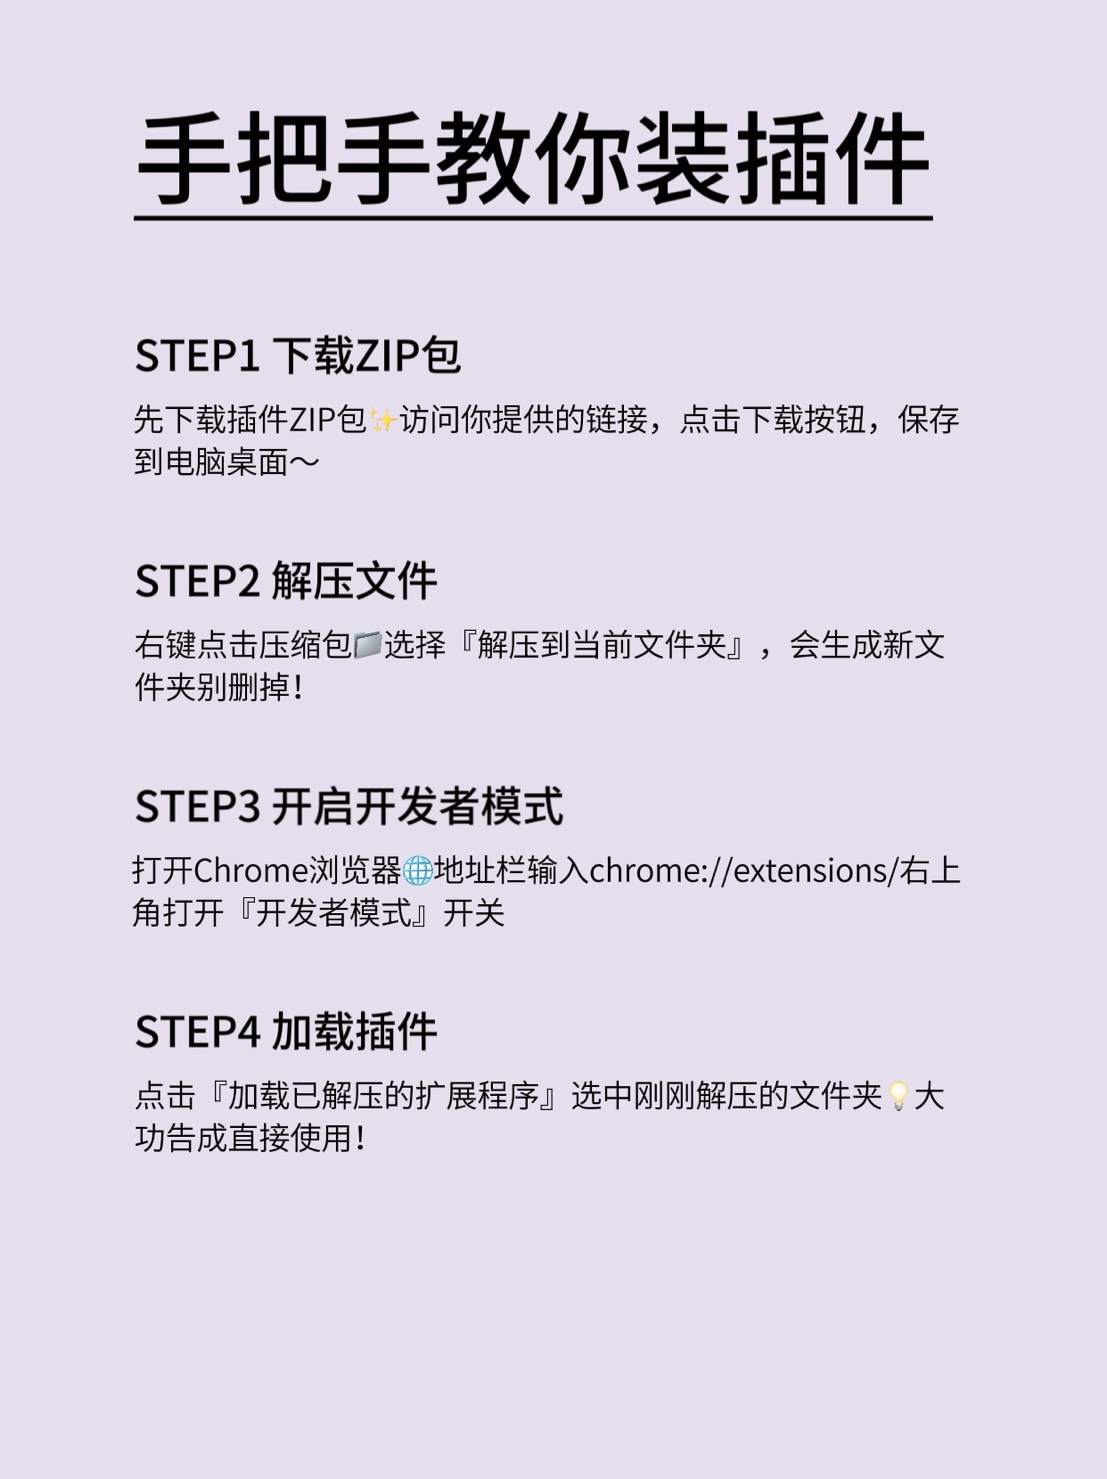 手把手教你装插件
STEP1 下载ZIP包
先下载插件ZIP包✨访问你提供的链接，点击下载按钮，保存
到电脑桌面～
STEP2 解压文件
右键点击压缩包📁选择『解压到当前文件夹』，会生成新文
件夹别删掉！
STEP3 开启开发者模式
打开Chrome浏览器🌐地址栏输入chrome://extensions/右上
角打开『开发者模式』开关
STEP4 加载插件
点击『加载已解压的扩展程序』选中刚刚解压的文件夹💡大
功告成直接使用！